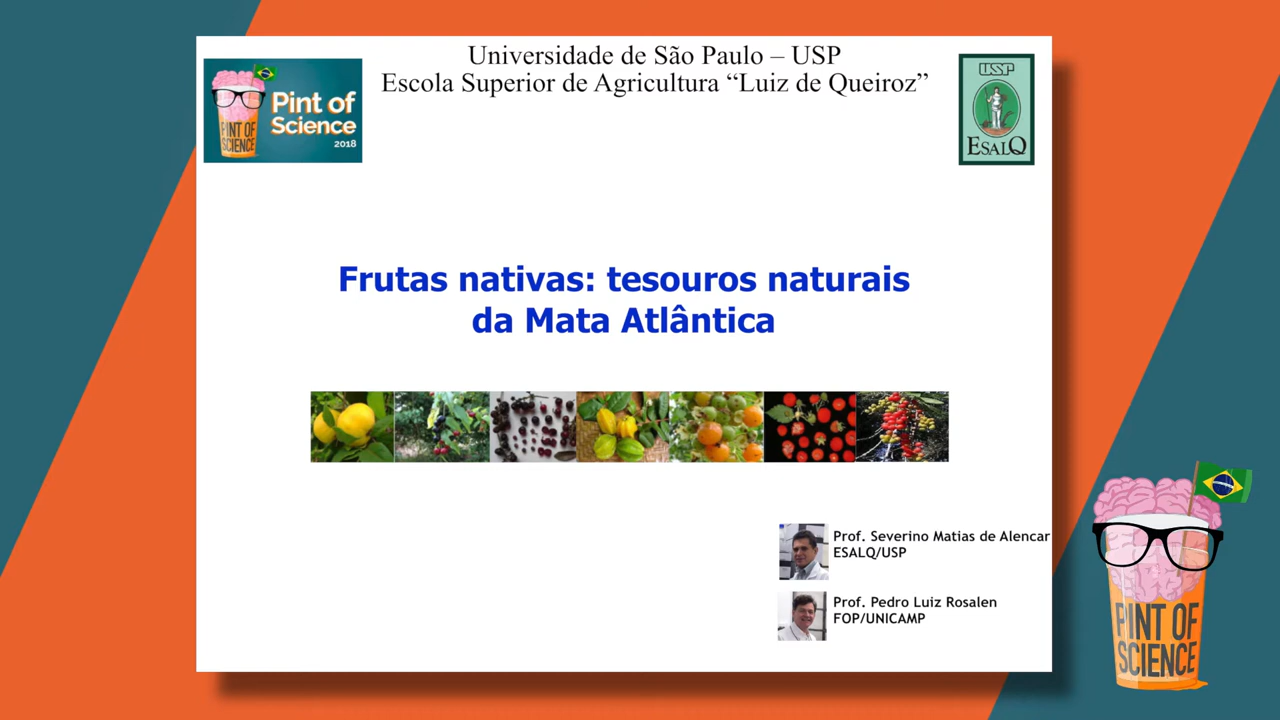 Universidade de São Paulo – USP
Escola Superior de Agricultura “Luiz de Queiroz”
PINT OF
SCIENCE
Pint of
Science
2018
USP
ESALQ
Frutas nativas: tesouros naturais
da Mata Atlântica
Prof. Severino Matias de Alencar
ESALQ/USP
Prof. Pedro Luiz Rosalen
FOP/UNICAMP
PINT OF
SCIENCE